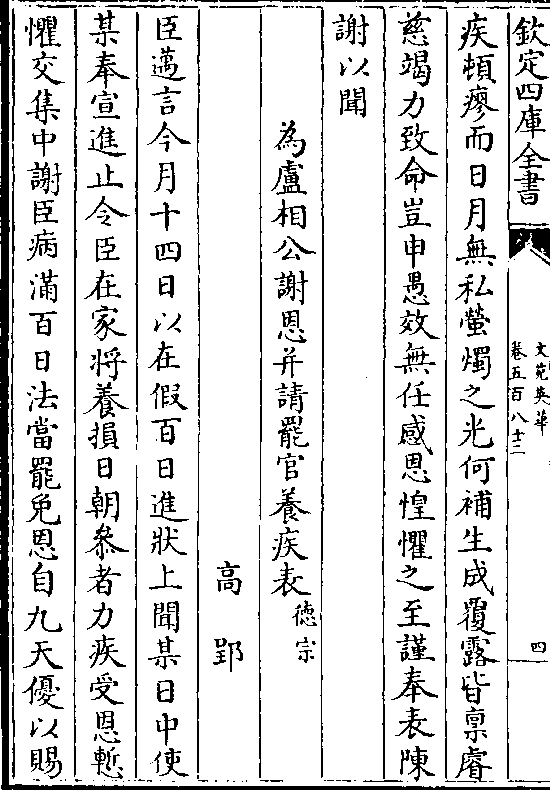 欽定四庫全書
文苑英華
卷五百八十二
四
疾頓瘳而日月無私螢燭之光何補生成覆露皆禀睿
慈竭力致命豈申愚效無任感恩惶懼之至謹奉表陳
謝以聞
為盧相公謝恩并請罷官養疾表德宗
高郢
臣邁言今月十四日以在假百日進狀上聞某日中使
某奉宣進止令臣在家將養損日朝叅者力疾受恩慙
懼交集中謝臣病滿百日法當罷免恩自九天優以賜